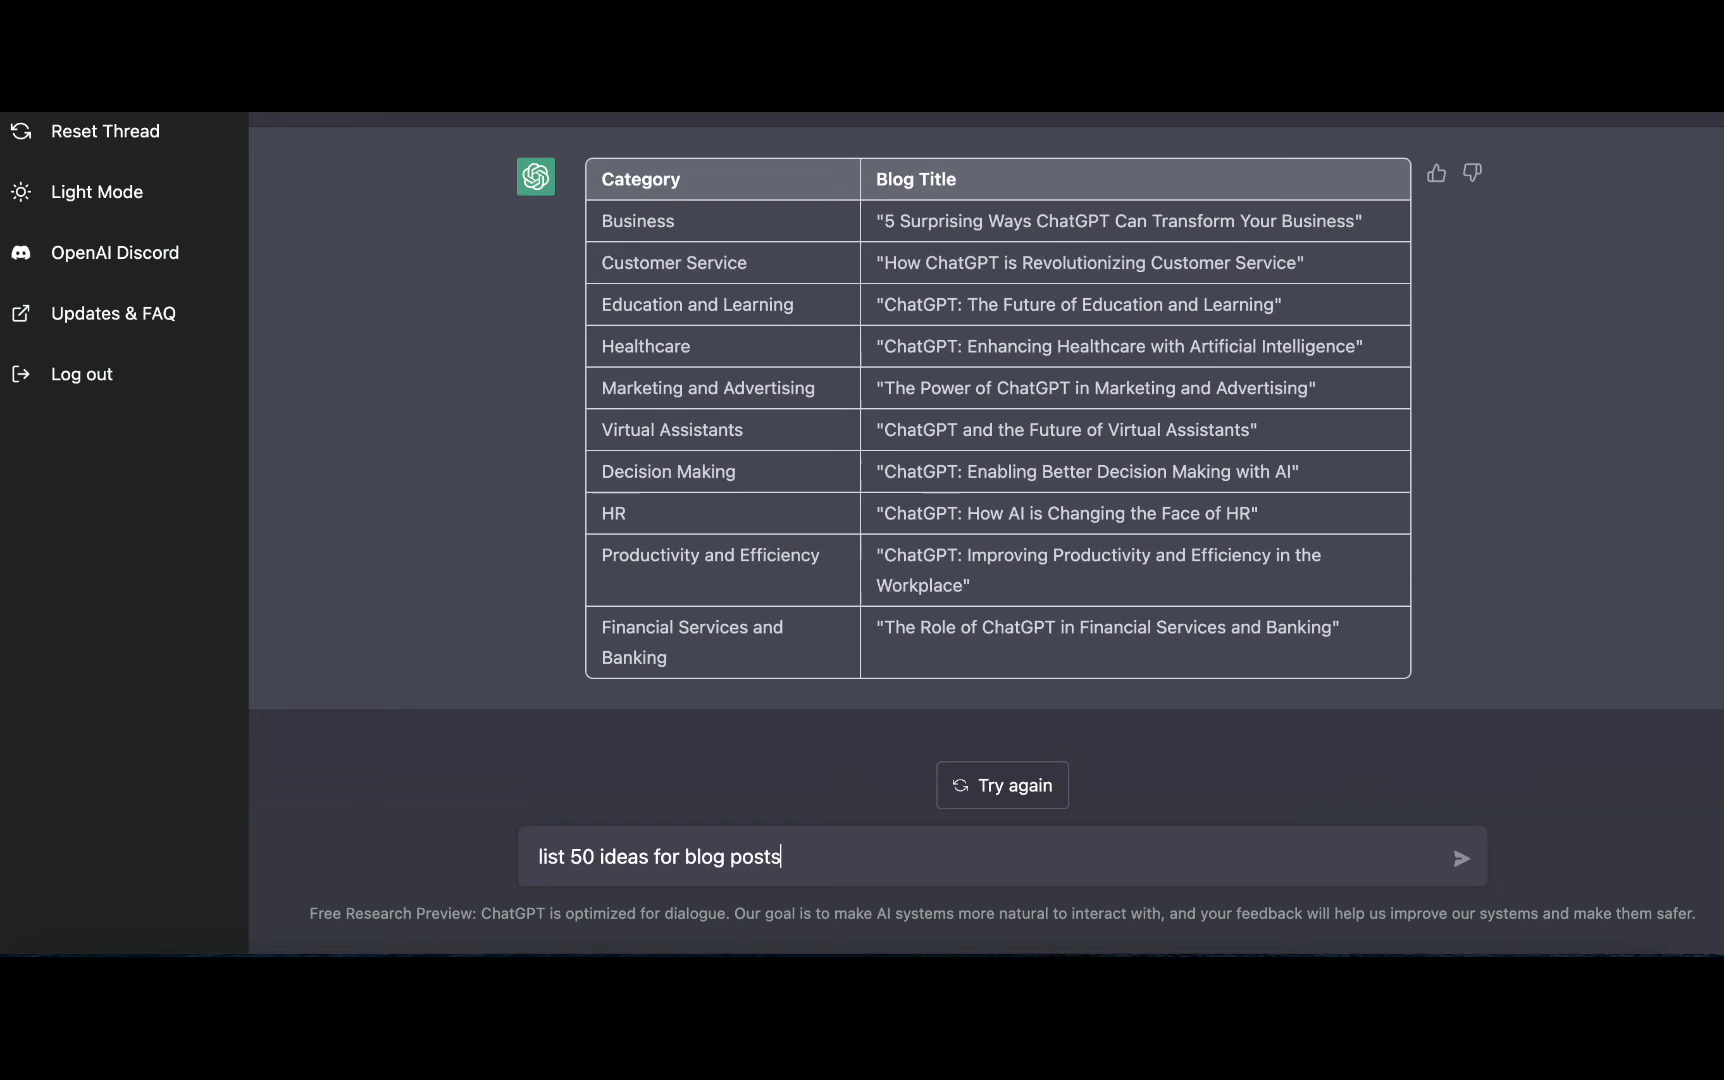 Reset Thread
Light Mode
OpenAI Discord
Updates & FAQ
Log out
Category Blog Title
Business "5 Surprising Ways ChatGPT Can Transform Your Business"
Customer Service "How ChatGPT is Revolutionizing Customer Service"
Education and Learning "ChatGPT: The Future of Education and Learning"
Healthcare "ChatGPT: Enhancing Healthcare with Artificial Intelligence"
Marketing and Advertising "The Power of ChatGPT in Marketing and Advertising"
Virtual Assistants "ChatGPT and the Future of Virtual Assistants"
Decision Making "ChatGPT: Enabling Better Decision Making with AI"
HR "ChatGPT: How AI is Changing the Face of HR"
Productivity and Efficiency "ChatGPT: Improving Productivity and Efficiency in the
Workplace"
Financial Services and "The Role of ChatGPT in Financial Services and Banking"
Banking
Try again
list 50 ideas for blog posts
Free Research Preview: ChatGPT is optimized for dialogue. Our goal is to make AI systems more natural to interact with, and your feedback will help us improve our systems and make them safer.